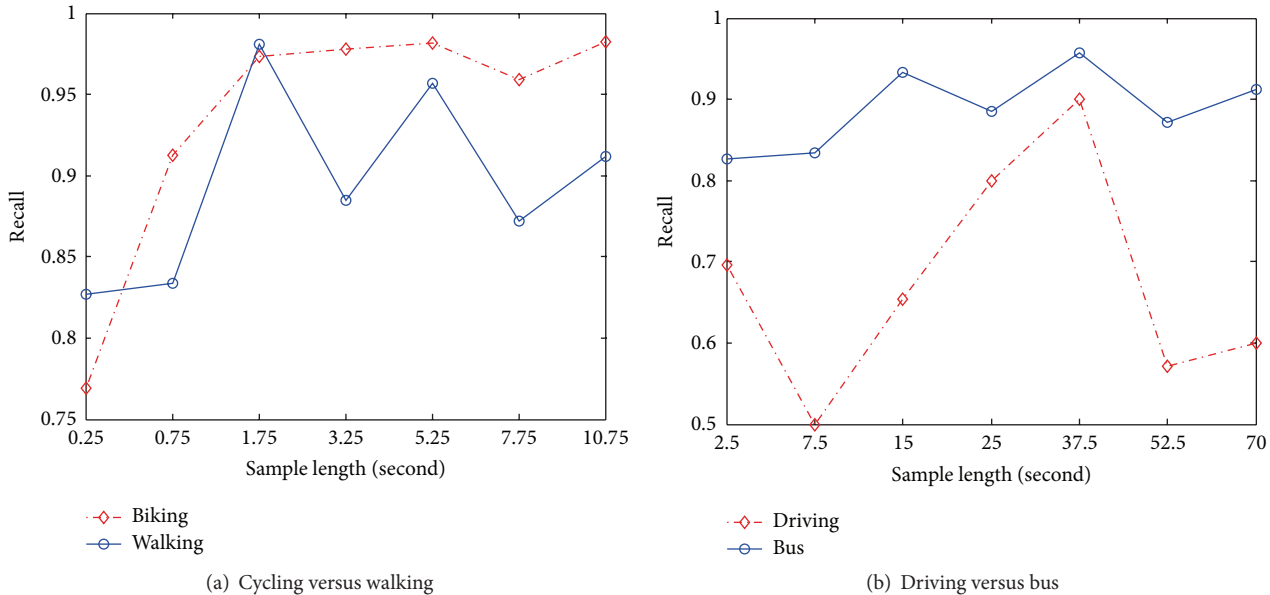 1
0.95
0.9
0.85
0.8
0.75
Recall
0.25 0.75 1.75 3.25 5.25 7.75 10.75
Sample length (second)
Biking
Walking
(a) Cycling versus walking
1
0.9
0.8
0.7
0.6
0.5
Recall
2.5 7.5 15 25 37.5 52.5 70
Sample length (second)
Driving
Bus
(b) Driving versus bus